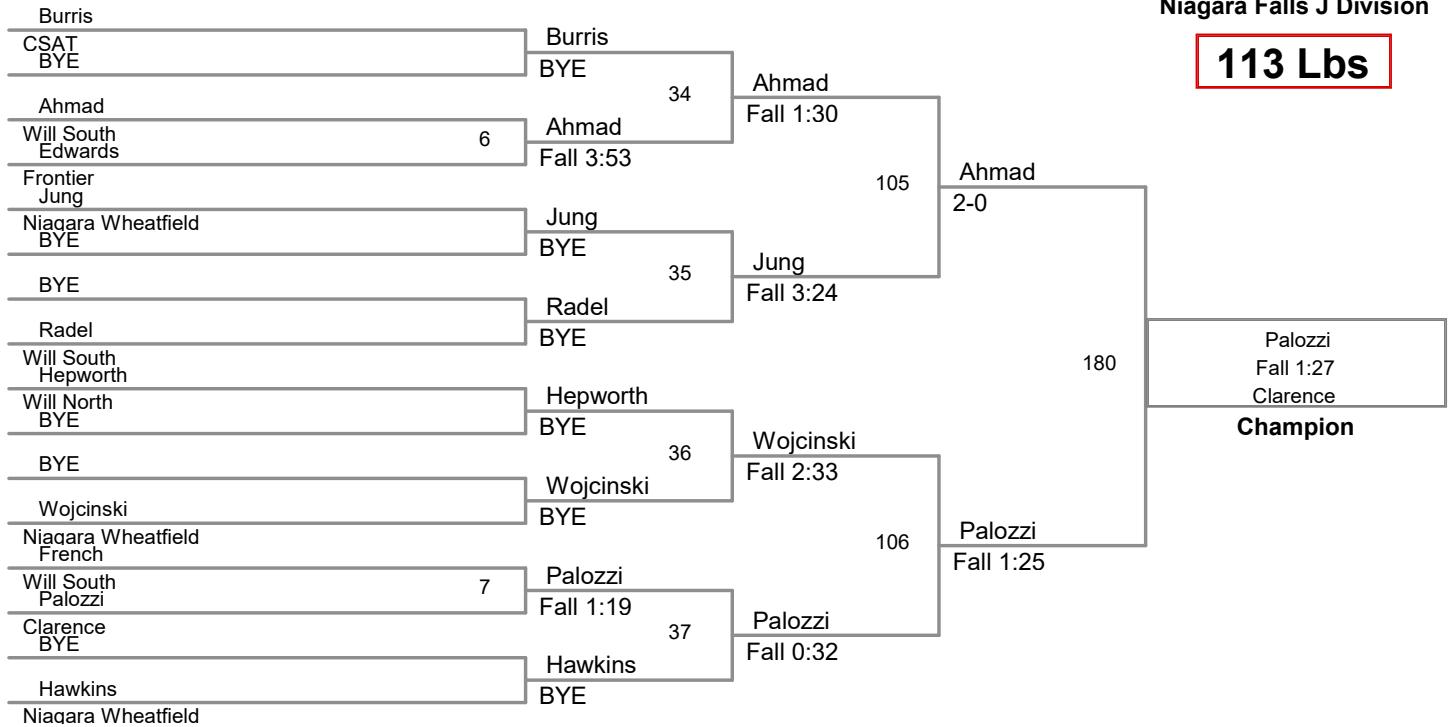 Niagara Falls J Division
113 Lbs
Burris
CSAT
BYE
Ahmad
Will South
Edwards
Frontier
Jung
Niagara Wheatfield
BYE
BYE
Radel
Will South
Hepworth
Will North
BYE
BYE
Wojcinski
Niagara Wheatfield
French
Will South
Palozzi
Clarence
BYE
Hawkins
Niagara Wheatfield
6
7
Burris
BYE
Ahmad
Fall 3:53
Jung
BYE
Radel
BYE
Hepworth
BYE
Wojcinski
BYE
Palozzi
Fall 1:19
Hawkins
BYE
34
35
36
37
Ahmad
Fall 1:30
Jung
Fall 3:24
Wojcinski
Fall 2:33
Palozzi
Fall 0:32
105
106
Ahmad
2-0
Palozzi
Fall 1:25
180
Palozzi
Fall 1:27
Clarence
Champion